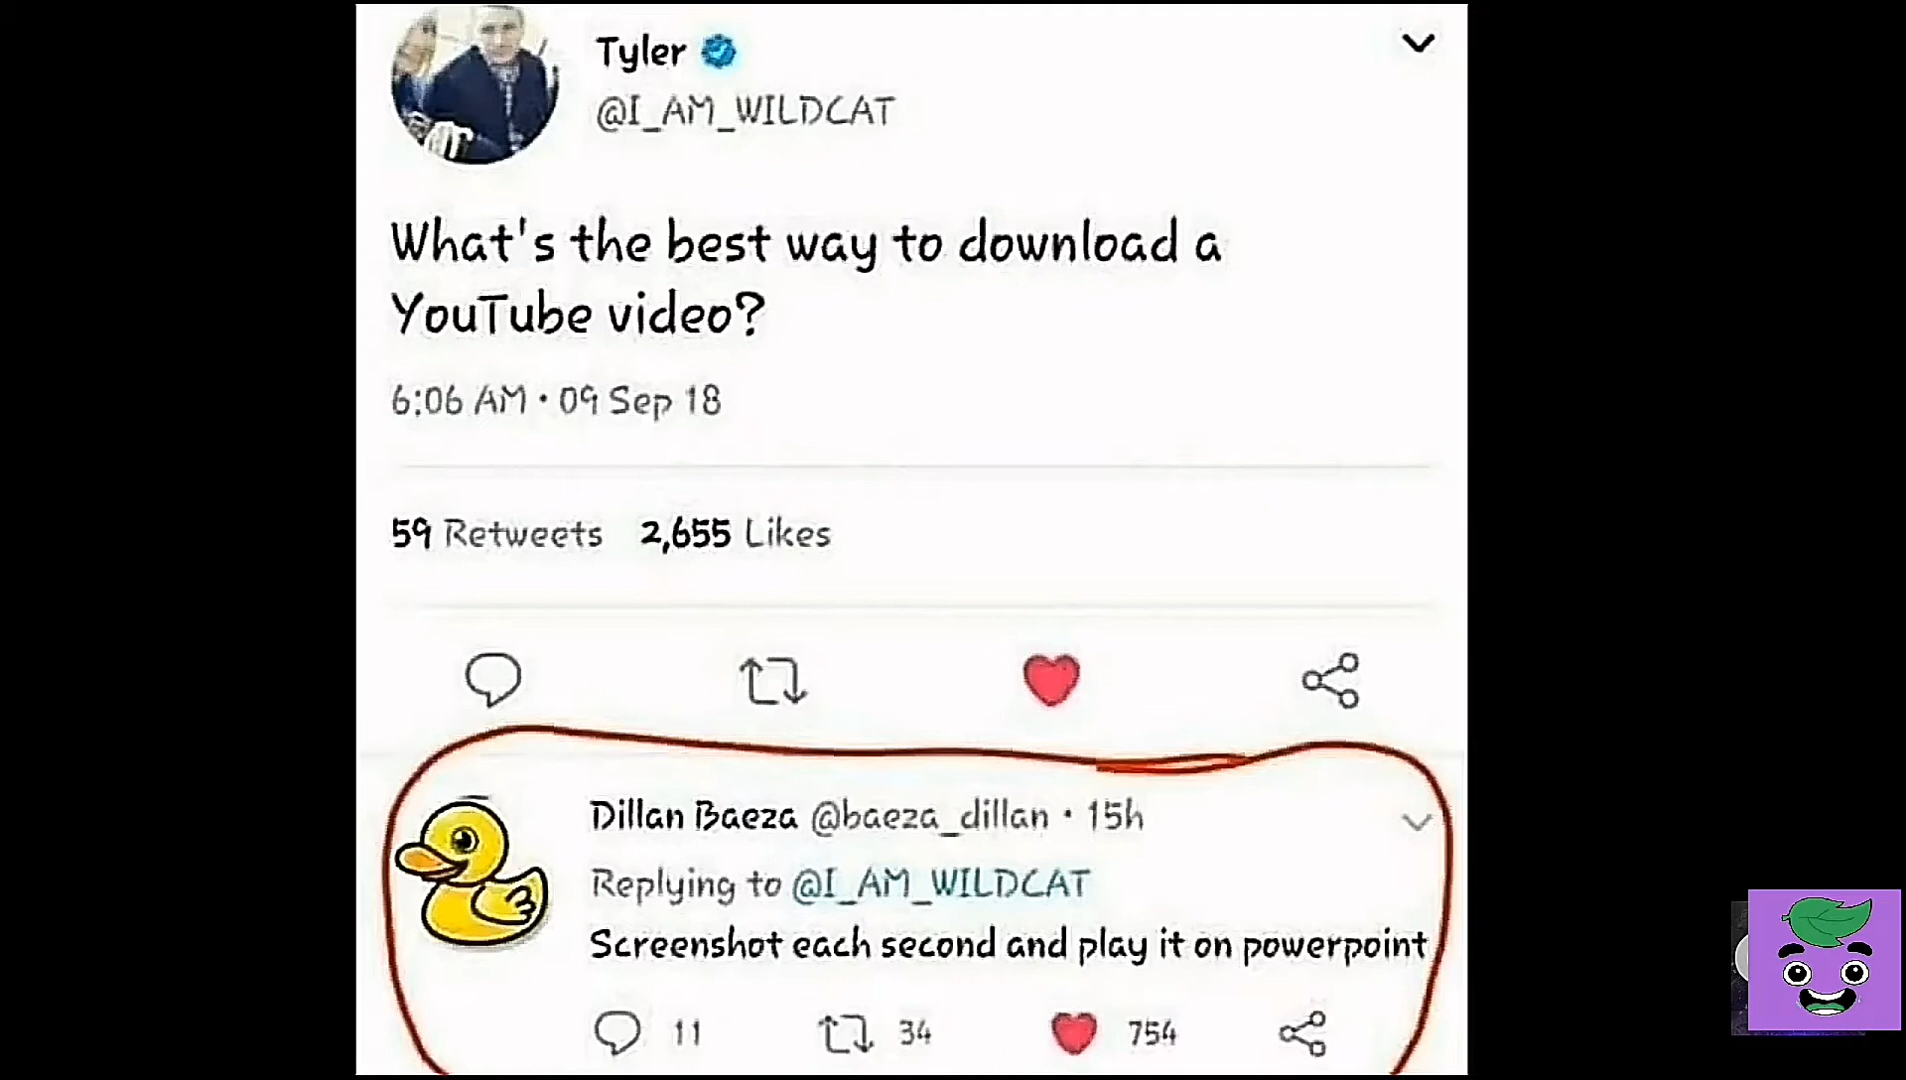 Tyler
@I_AM_WILDCAT
What's the best way to download a
YouTube video?
6:06 AM • 09 Sep 18
59 Retweets 2,655 Likes
Dillan Baeza @baeza_dillan • 15h
Replying to @I_AM_WILDCAT
Screenshot each second and play it on powerpoint
11 34 754